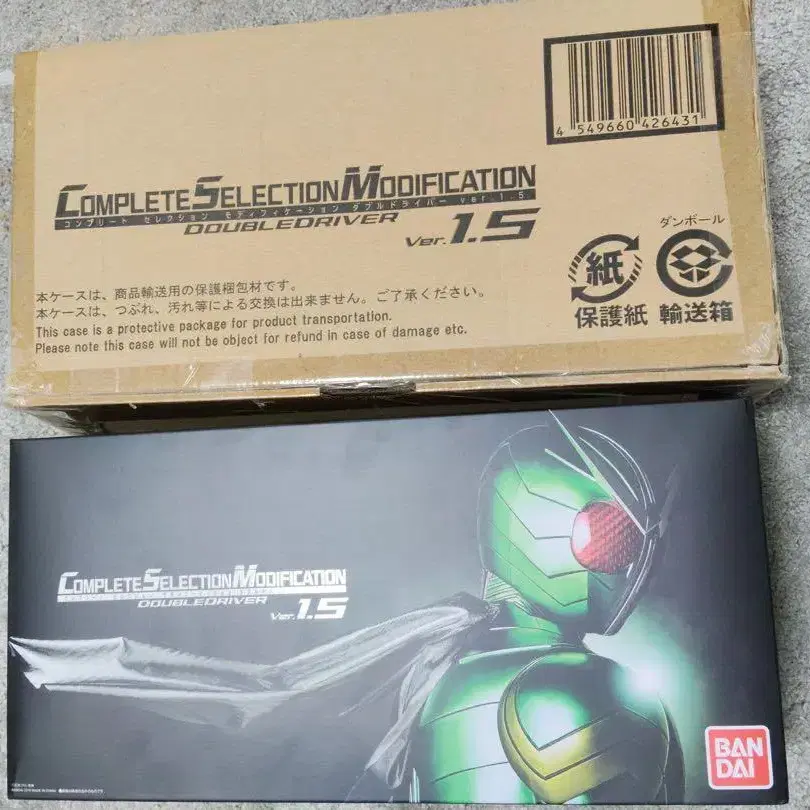 4 549660 426431
COMPLETE SELECTION MODIFICATION
コンプリート セレクション モディフィケーション ダブルドライバー ver.1.5
DOUBLEDRIVER
Ver.1.5
ダンボール
紙
保護紙 輸送箱
本ケースは、商品輸送用の保護梱包材です。
本ケースは、つぶれ、汚れ等による交換は出来ません。ご了承ください。
This case is a protective package for product transportation.
Please note this case will not be object for refund in case of damage etc.
COMPLETE SELECTION MODIFICATION
DOUBLEDRIVER
Ver.1.5
BAN
DAI